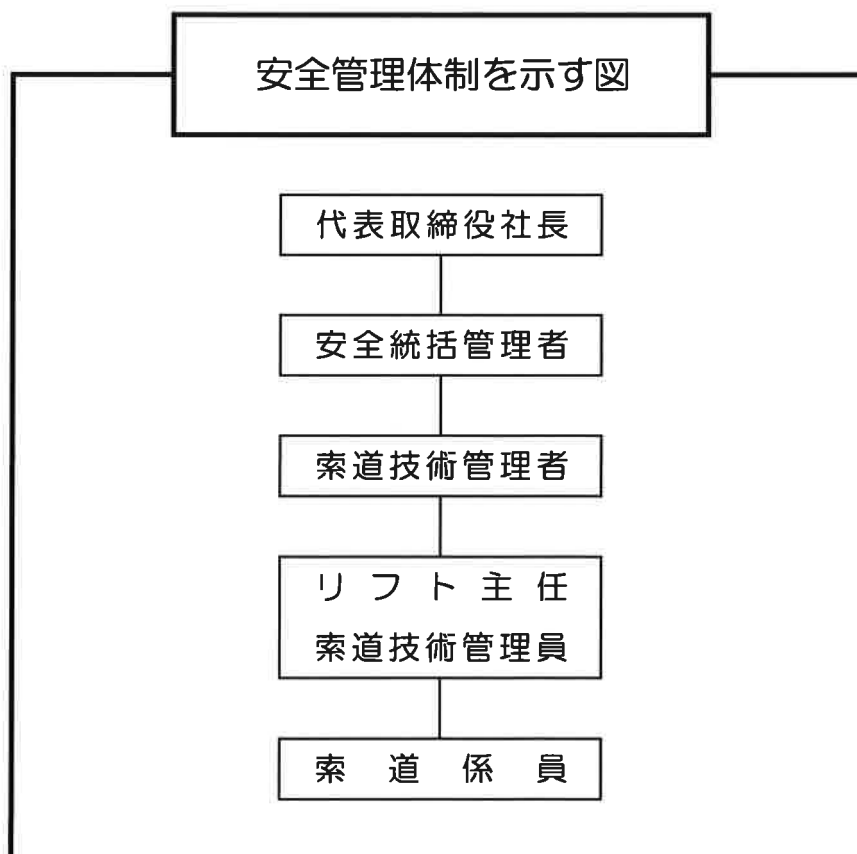 安全管理体制を示す図
代表取締役社長
安全統括管理者
索道技術管理者
リフト主任
索道技術管理員
索道係員